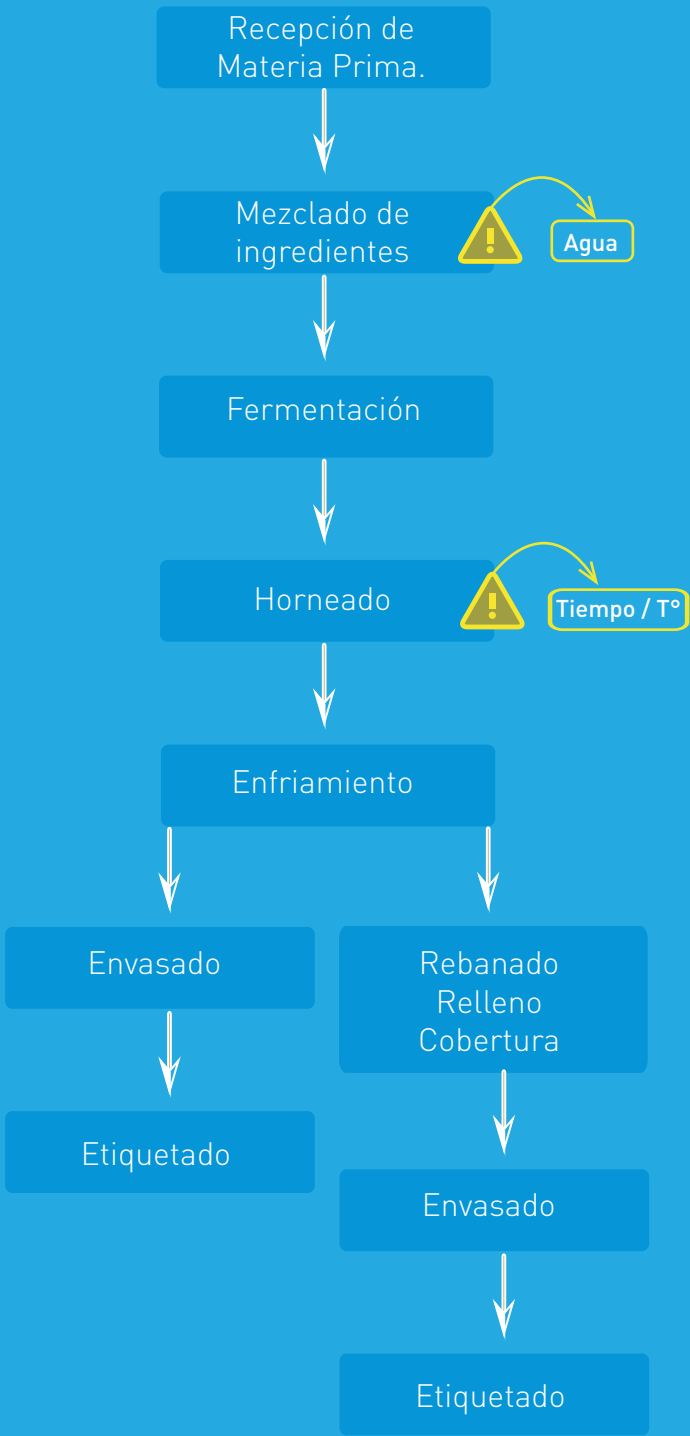 Recepción de
Materia Prima.
Mezclado de
ingredientes
!
Agua
Fermentación
Horneado
!
Tiempo / T°
Enfriamiento
Envasado
Etiquetado
Rebanado
Relleno
Cobertura
Envasado
Etiquetado